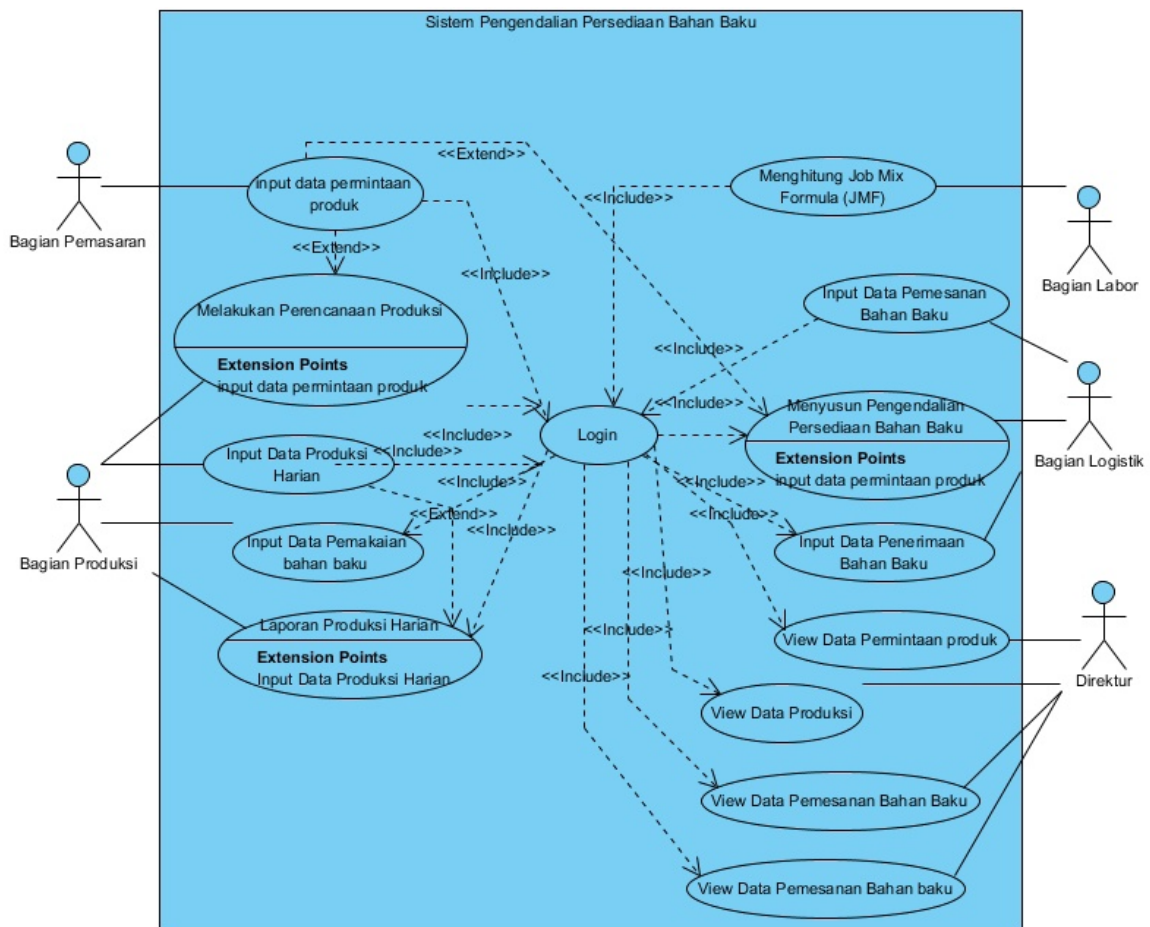 Sistem Pengendalian Persediaan Bahan Baku
<<Extend>>
input data permintaan
produk
Menghitung Job Mix
Formula (JMF)
<<Include>>
Bagian Pemasaran
<<Extend>>
<<Include>>
Bagian Labor
Input Data Pemesanan
Bahan Baku
Melakukan Perencanaan Produksi
Extension Points
input data permintaan produk
<<Include>>
<<Include>>
Menyusun Pengendalian
Persediaan Bahan Baku
Extension Points
input data permintaan produk
Login
<<Include>>
<<Include>>
Input Data Produksi
Harian
Bagian Logistik
<<Include>>
<<Include>>
<<Extend>>
<<Include>>
<<Include>>
Input Data Pemakaian
bahan baku
Input Data Penerimaan
Bahan Baku
Bagian Produksi
<<Include>>
Laporan Produksi Harian
Extension Points
Input Data Produksi Harian
<<Include>>
View Data Permintaan produk
<<Include>>
Direktur
View Data Produksi
View Data Pemesanan Bahan Baku
View Data Pemesanan Bahan baku